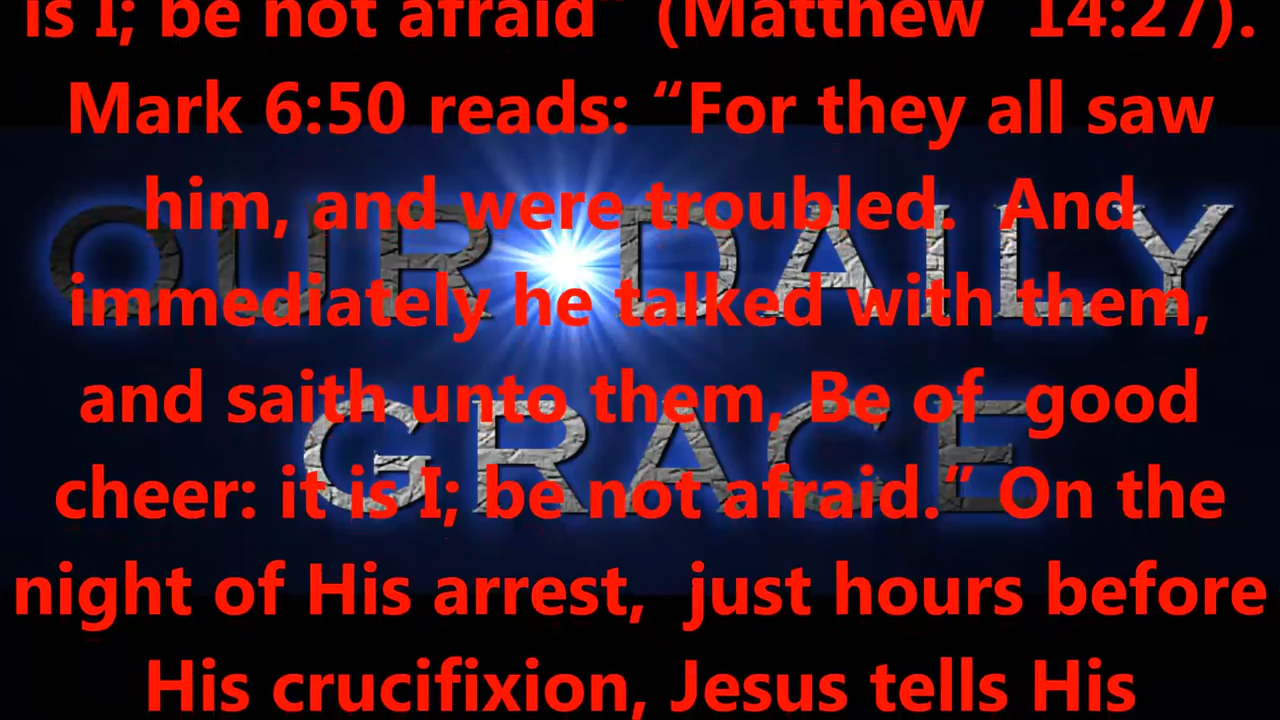 is I; be not afraid” (Matthew 14:27).
Mark 6:50 reads: “For they all saw
him, and were troubled. And
immediately he talked with them,
and saith unto them, Be of good
cheer: it is I; be not afraid.” On the
night of His arrest, just hours before
His crucifixion, Jesus tells His
OUR DAILY
GRACE